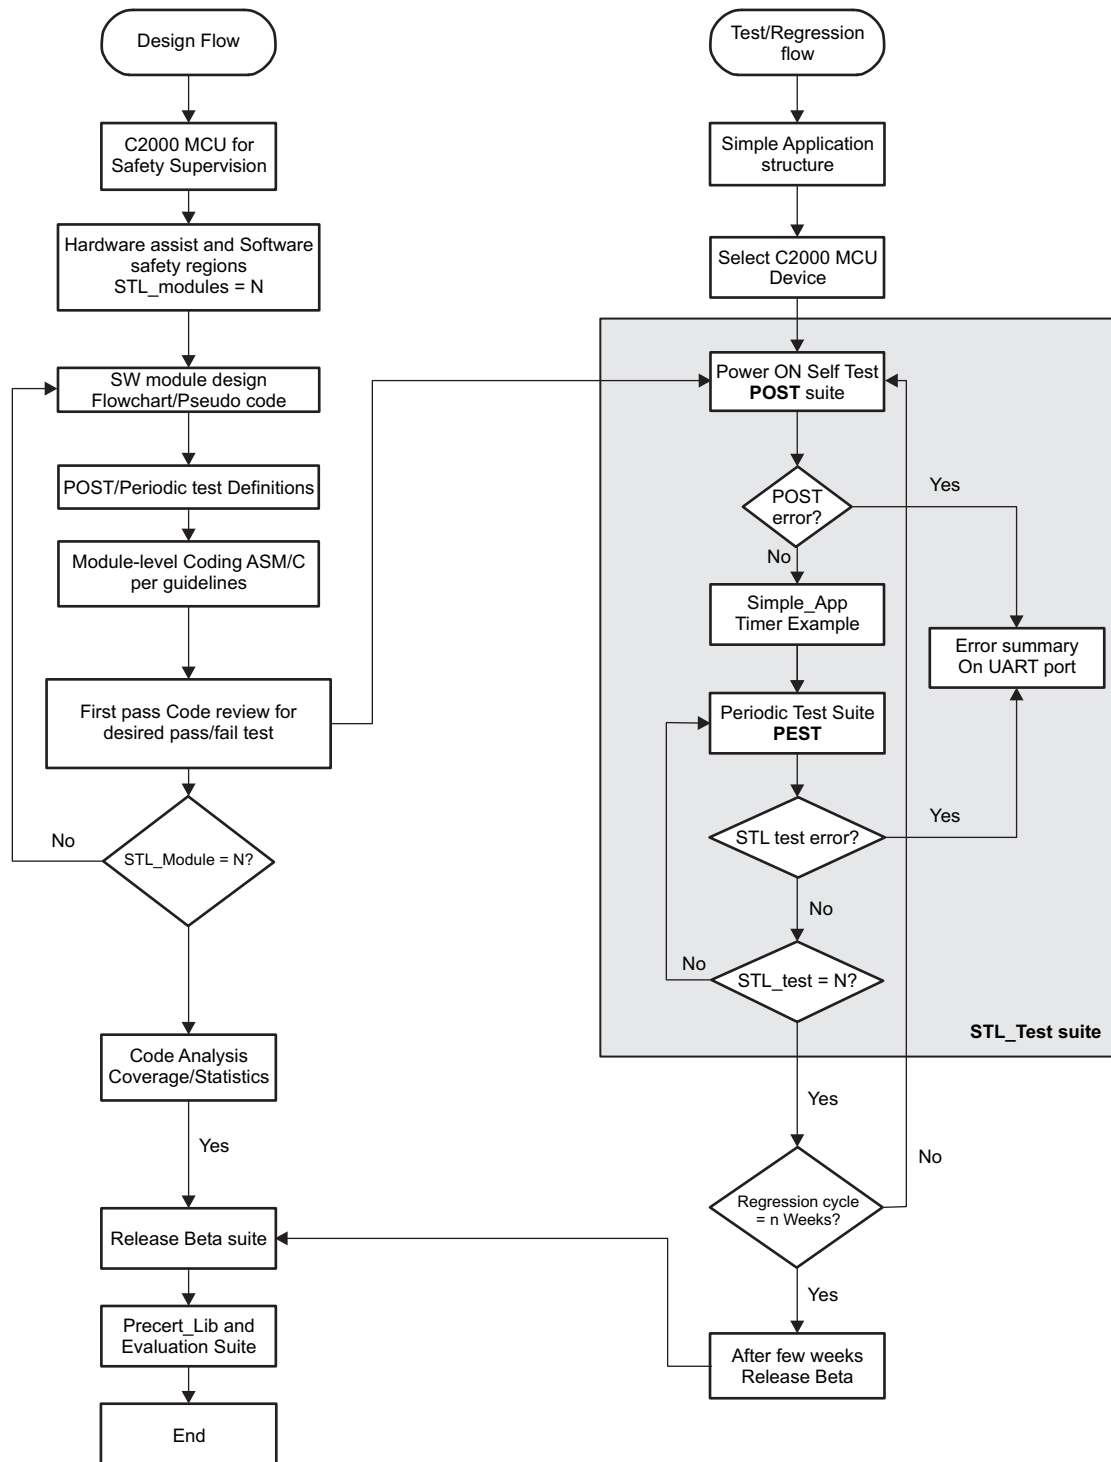 Design Flow
C2000 MCU for
Safety Supervision
Hardware assist and Software
safety regions
STL_modules = N
SW module design
Flowchart/Pseudo code
POST/Periodic test Definitions
Module-level Coding ASM/C
per guidelines
First pass Code review for
desired pass/fail test
No
STL_Module = N?
Code Analysis
Coverage/Statistics
Yes
Release Beta suite
Precert_Lib and
Evaluation Suite
End
Test/Regression
flow
Simple Application
structure
Select C2000 MCU
Device
Power ON Self Test
POST suite
POST
error?
Yes
No
Simple_App
Timer Example
Error summary
On UART port
Periodic Test Suite
PEST
STL test error?
Yes
No
No
STL_test = N?
STL_Test suite
Yes
No
Regression cycle
= n Weeks?
Yes
After few weeks
Release Beta